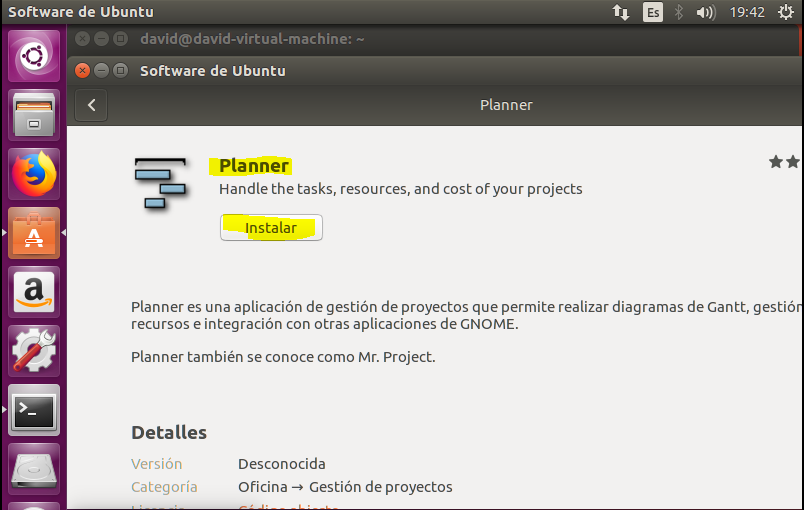 Software de Ubuntu
Es
19:42
david@david-virtual-machine: ~
Software de Ubuntu
Planner
Planner
Handle the tasks, resources, and cost of your projects
Instalar
Planner es una aplicación de gestión de proyectos que permite realizar diagramas de Gantt, gestión
recursos e integración con otras aplicaciones de GNOME.
Planner también se conoce como Mr. Project.
Detalles
Versión Desconocida
Categoría Oficina → Gestión de proyectos
Licencia Código abierto